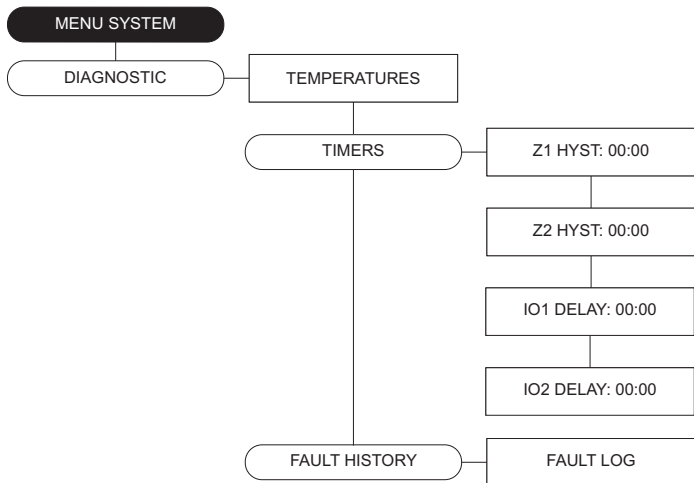 MENU SYSTEM
DIAGNOSTIC
TEMPERATURES
TIMERS
Z1 HYST: 00:00
Z2 HYST: 00:00
IO1 DELAY: 00:00
IO2 DELAY: 00:00
FAULT HISTORY
FAULT LOG